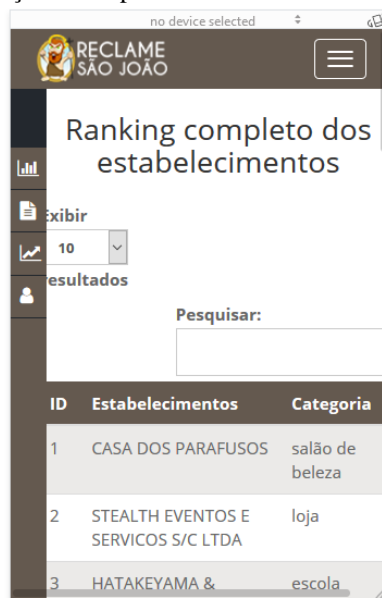 no device selected
RECLAME
SÃO JOÃO
Ranking completo dos
estabelecimentos
Exibir
10
resultados
Pesquisar:
ID Estabelecimentos Categoria
1 CASA DOS PARAFUSOS salão de
beleza
2 STEALTH EVENTOS E loja
SERVICOS S/C LTDA
3 HATAKEYAMA & escola